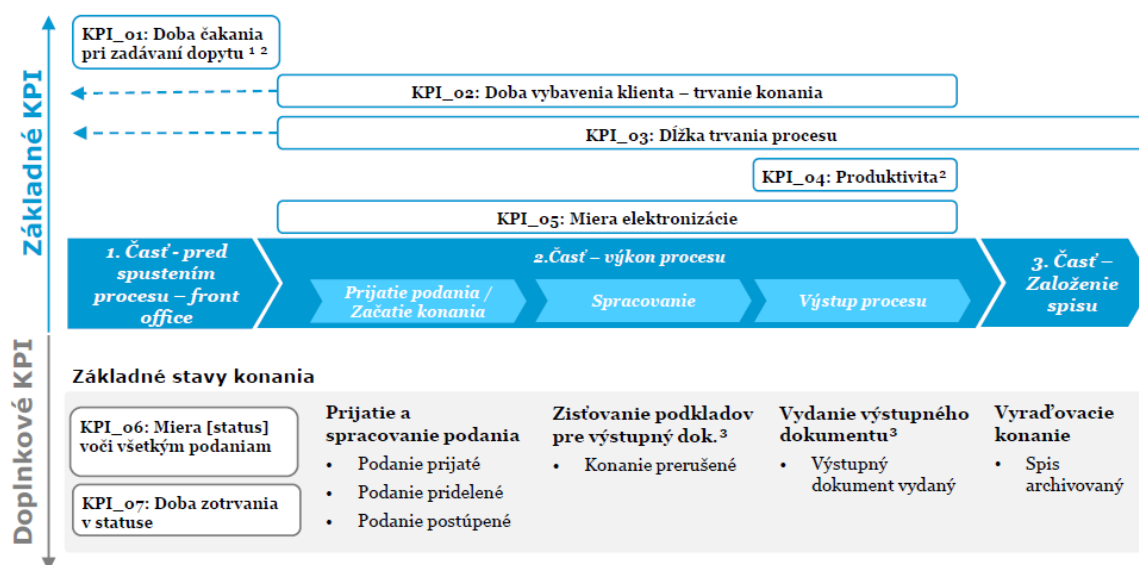 Základné KPI
KPI_01: Doba čakania
pri zadávaní dopytu ¹ ²
KPI_02: Doba vybavenia klienta – trvanie konania
KPI_03: Dĺžka trvania procesu
KPI_04: Produktivita²
KPI_05: Miera elektronizácie
1. Časť - pred
spustením
procesu – front
office
2.Časť – výkon procesu
Prijatie podania /
Začatie konania
Spracovanie
Výstup procesu
3. Časť –
Založenie
spisu
Doplnkové KPI
Základné stavy konania
KPI_06: Miera [status]
voči všetkým podaniam
KPI_07: Doba zotrvania
v statuse
Prijatie a
spracovanie podania
• Podanie prijaté
• Podanie pridelené
• Podanie postúpené
Zisťovanie podkladov
pre výstupný dok.³
• Konanie prerušené
Vydanie výstupného
dokumentu³
• Výstupný
dokument vydaný
Vyraďovacie
konanie
• Spis
archivovaný